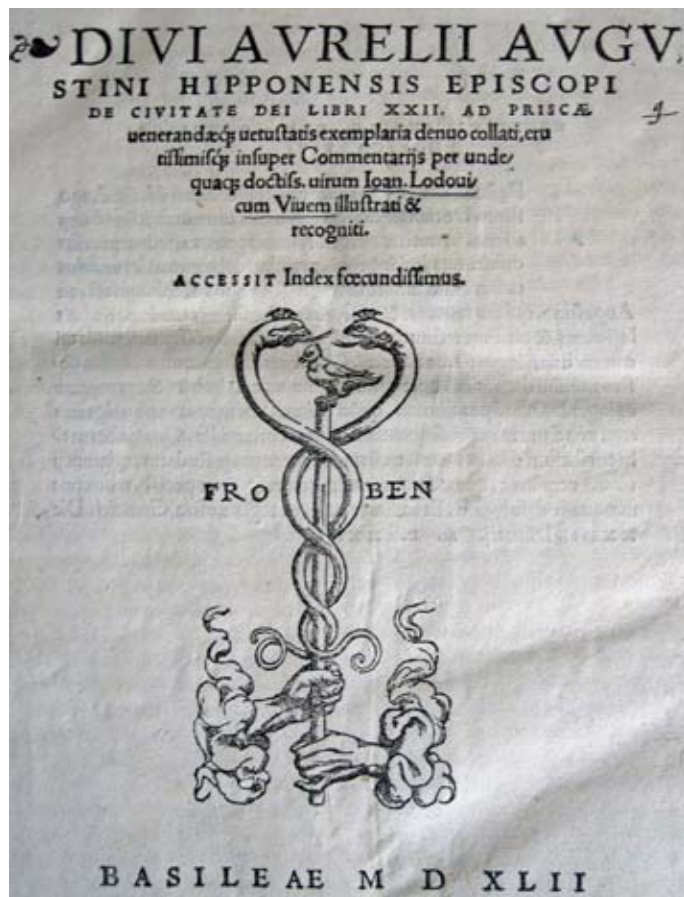 DIVI AVRELII AVGV,
STINI HIPPONENSIS EPISCOPI
DE CIVITATE DEI LIBRI XXII. AD PRISCÆ
uenerandæq́; uetustatis exemplaria denuo collati, eru
ditissimisq́; insuper Commentarijs per unde/
quaq; doctiss. uirum Ioan. Lodoui/
cum Viuem illustrati &
recogniti.
ACCESSIT Index fœcundissimus.
FRO BEN
BASILEAE M D XLII